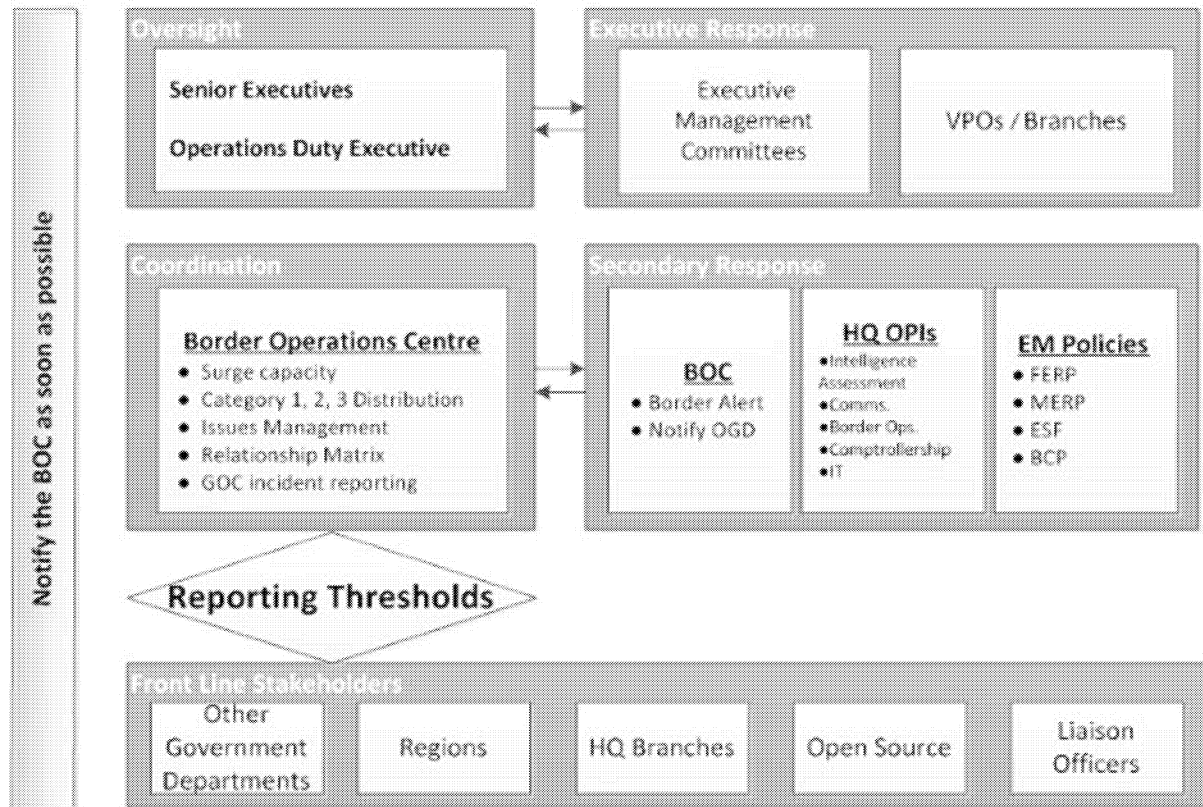 Notify the BOC as soon as possible
Oversight
Senior Executives
Operations Duty Executive
Executive Response
Executive
Management
Committees
VPOs / Branches
Coordination
Border Operations Centre
● Surge capacity
● Category 1, 2, 3 Distribution
● Issues Management
● Relationship Matrix
● GOC incident reporting
Secondary Response
BOC
● Border Alert
● Notify OGD
HQ OPIs
●Intelligence
Assessment
●Comms.
●Border Ops.
●Comptrollership
●IT
EM Policies
● FERP
● MERP
● ESF
● BCP
Reporting Thresholds
Front Line Stakeholders
Other
Government
Departments
Regions
HQ Branches
Open Source
Liaison
Officers